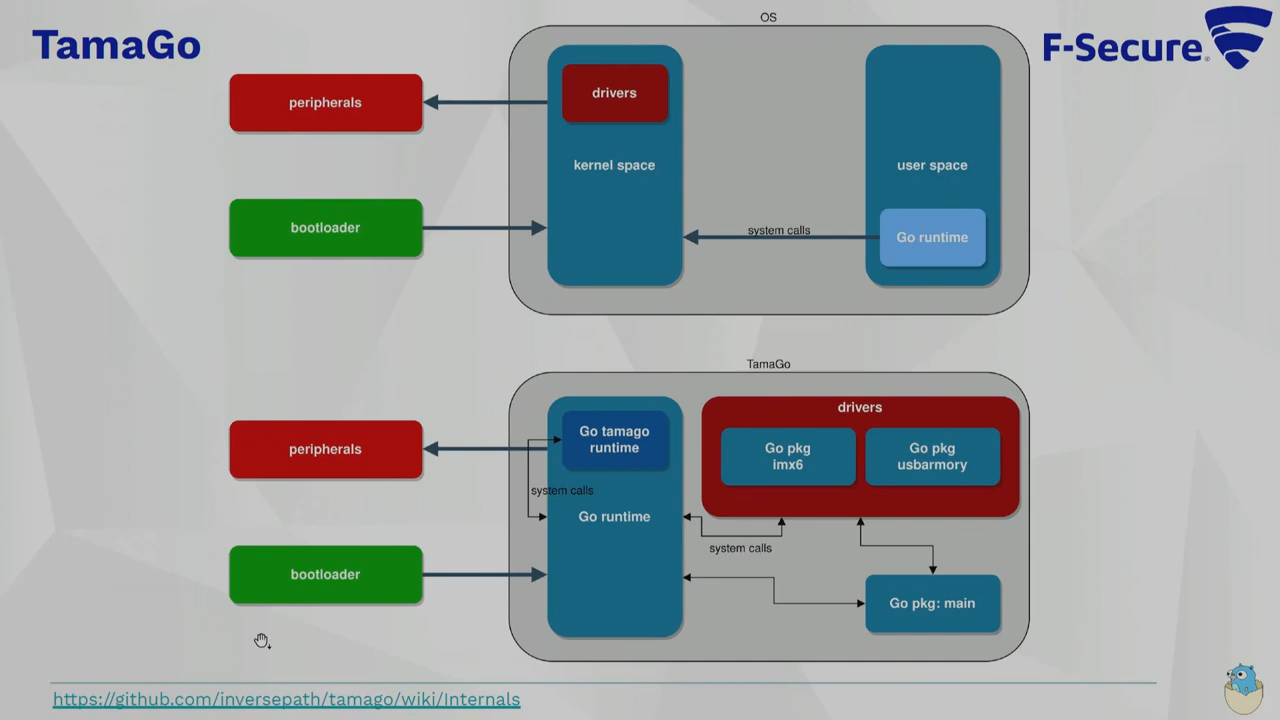 TamaGo
F-Secure
OS
peripherals
drivers
kernel space
user space
bootloader
system calls
Go runtime
TamaGo
peripherals
Go tamago
runtime
system calls
Go runtime
drivers
Go pkg
imx6
Go pkg
usbarmory
system calls
bootloader
Go pkg: main
https://github.com/inversepath/tamago/wiki/Internals